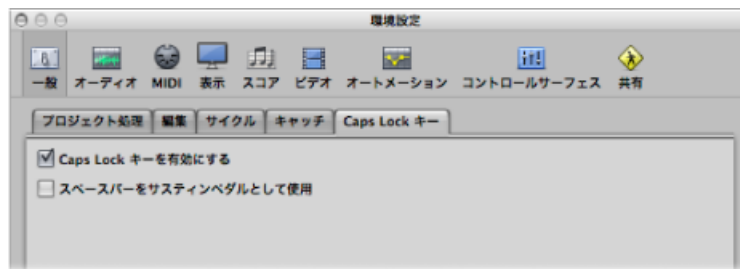 環境設定
一般 オーディオ MIDI 表示 スコア ビデオ オートメーション コントロールサーフェス 共有
プロジェクト処理 編集 サイクル キャッチ Caps Lock キー
Caps Lock キーを有効にする
スペースバーをサスティンペダルとして使用